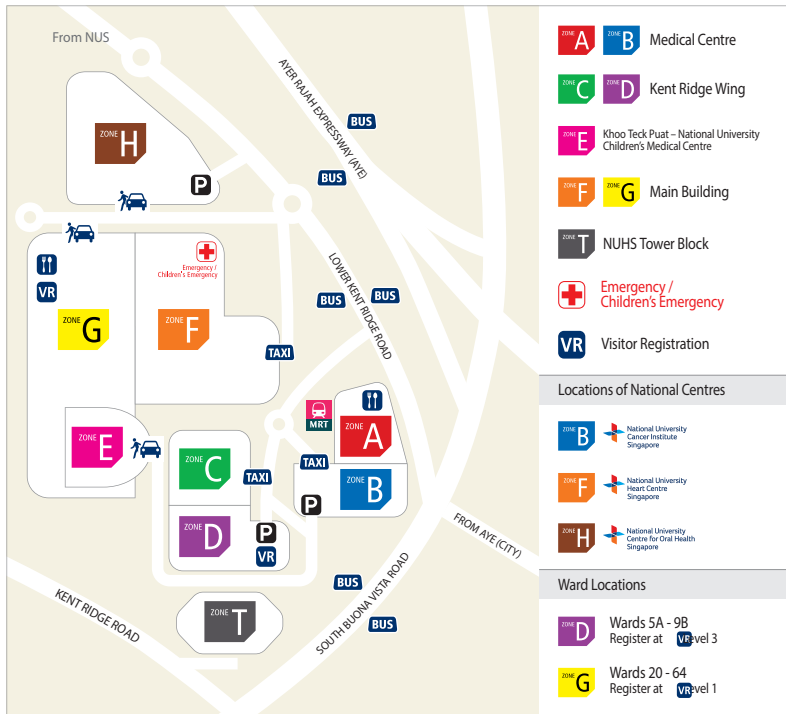 From NUS
AYER RAJAH EXPRESSWAY (AYE)
BUS
ZONE H
P
BUS
LOWER KENT RIDGE ROAD
Emergency /
Children's Emergency
VR
BUS
BUS
ZONE G
ZONE F
TAXI
MRT
ZONE A
ZONE E
ZONE C
TAXI
TAXI
ZONE B
P
ZONE D
P
VR
FROM AYE (CITY)
BUS
KENT RIDGE ROAD
ZONE T
BUS
SOUTH BUONA VISTA ROAD
ZONE A ZONE B Medical Centre
ZONE C ZONE D Kent Ridge Wing
ZONE E Khoo Teck Puat – National University
Children's Medical Centre
ZONE F ZONE G Main Building
ZONE T NUHS Tower Block
Emergency /
Children's Emergency
VR Visitor Registration
Locations of National Centres
ZONE B National University
Cancer Institute
Singapore
ZONE F National University
Heart Centre
Singapore
ZONE H National University
Centre for Oral Health
Singapore
Ward Locations
ZONE D Wards 5A - 9B
Register at VR evel 3
ZONE G Wards 20 - 64
Register at VR evel 1